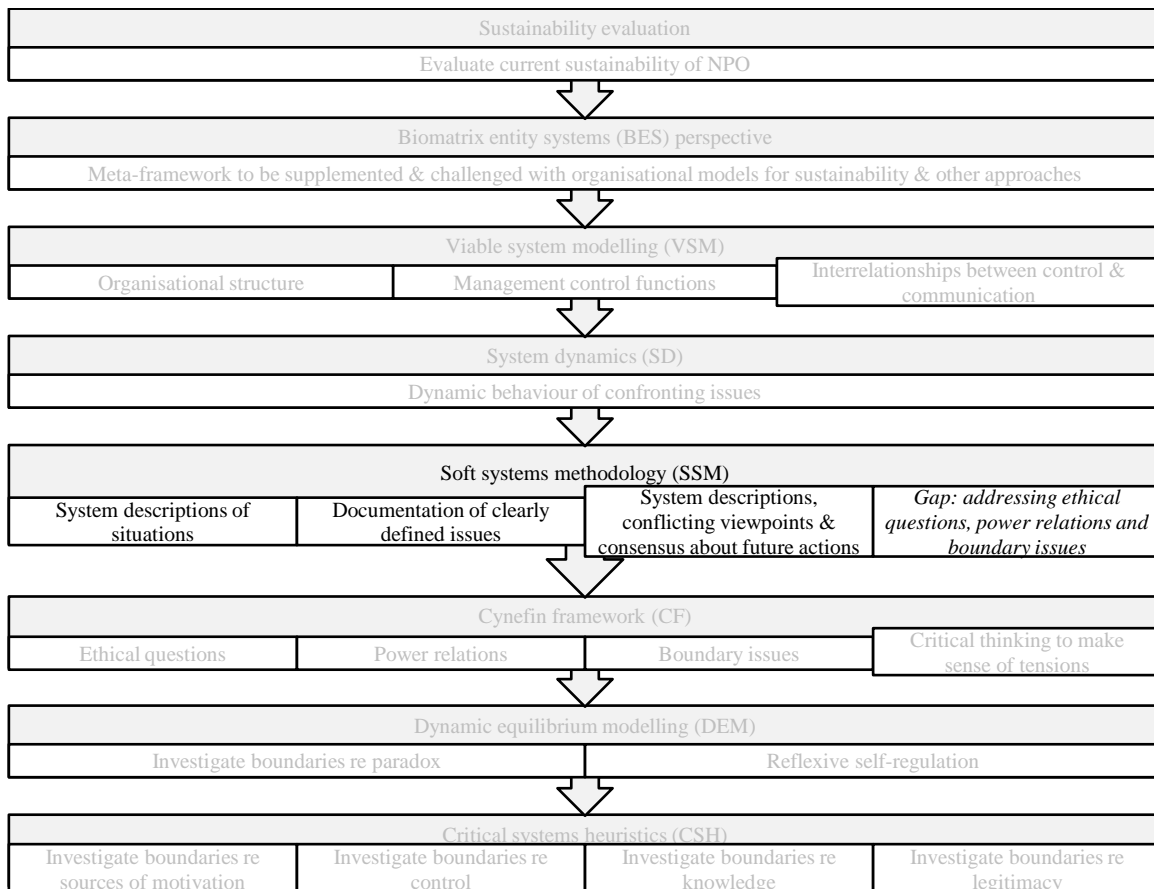 Sustainability evaluation
Evaluate current sustainability of NPO
Biomatrix entity systems (BES) perspective
Meta-framework to be supplemented & challenged with organisational models for sustainability & other approaches
Viable system modelling (VSM)
Organisational structure
Management control functions
Interrelationships between control &
communication
System dynamics (SD)
Dynamic behaviour of confronting issues
Soft systems methodology (SSM)
System descriptions of
situations
Documentation of clearly
defined issues
System descriptions,
conflicting viewpoints &
consensus about future actions
Gap: addressing ethical
questions, power relations and
boundary issues
Cynefin framework (CF)
Ethical questions
Power relations
Boundary issues
Critical thinking to make
sense of tensions
Dynamic equilibrium modelling (DEM)
Investigate boundaries re paradox
Reflexive self-regulation
Critical systems heuristics (CSH)
Investigate boundaries re
sources of motivation
Investigate boundaries re
control
Investigate boundaries re
knowledge
Investigate boundaries re
legitimacy